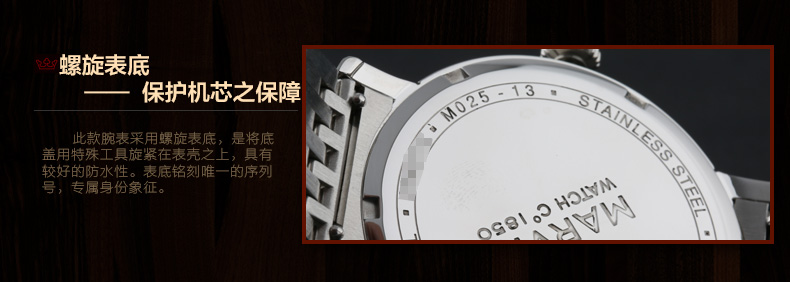 螺旋表底
—— 保护机芯之保障
此款腕表采用螺旋表底，是将底
盖用特殊工具旋紧在表壳之上，具有
较好的防水性。表底铭刻唯一的序列
号，专属身份象征。
M025-13
STAINLESS STEEL
WATCH Cº 1850